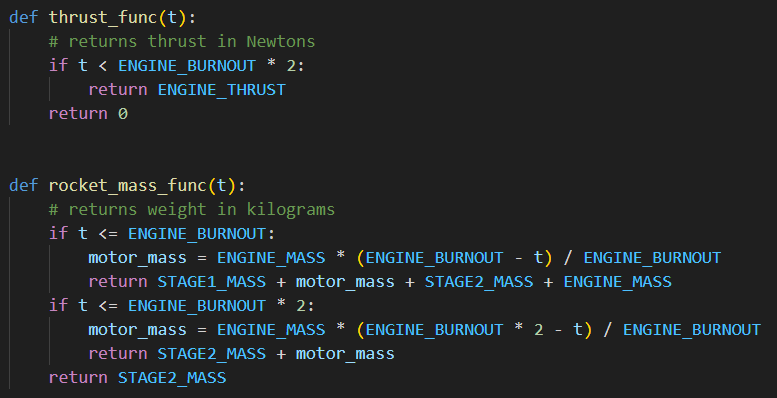 def thrust_func(t):
    # returns thrust in Newtons
    if t < ENGINE_BURNOUT * 2:
        return ENGINE_THRUST
    return 0
def rocket_mass_func(t):
    # returns weight in kilograms
    if t <= ENGINE_BURNOUT:
        motor_mass = ENGINE_MASS * (ENGINE_BURNOUT - t) / ENGINE_BURNOUT
        return STAGE1_MASS + motor_mass + STAGE2_MASS + ENGINE_MASS
    if t <= ENGINE_BURNOUT * 2:
        motor_mass = ENGINE_MASS * (ENGINE_BURNOUT * 2 - t) / ENGINE_BURNOUT
        return STAGE2_MASS + motor_mass
    return STAGE2_MASS